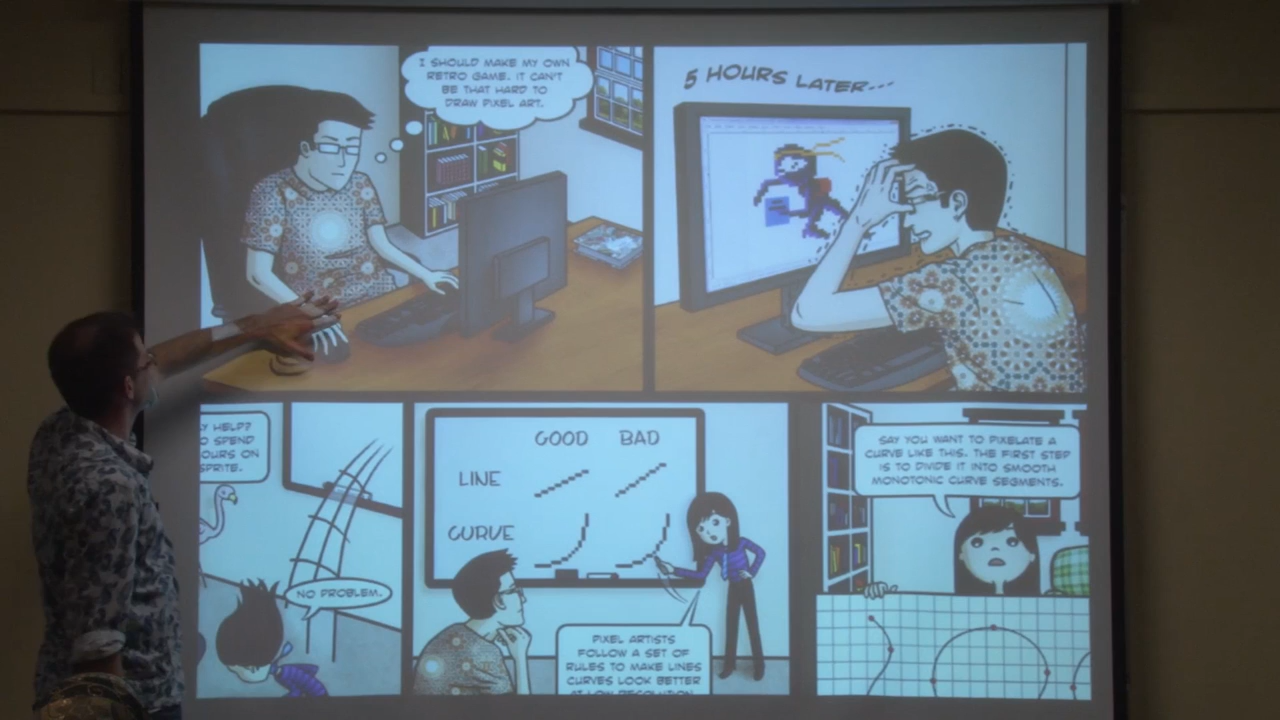 I SHOULD MAKE MY OWN
RETRO GAME. IT CAN'T
BE THAT HARD TO
DRAW PIXEL ART.
5 HOURS LATER...
Y HELP?
O SPEND
OURS ON
SPRITE.
NO PROBLEM.
GOOD BAD
LINE
CURVE
PIXEL ARTISTS
FOLLOW A SET OF
RULES TO MAKE LINES
CURVES LOOK BETTER
AT LOW RESOLUTION
SAY YOU WANT TO PIXELATE A
CURVE LIKE THIS. THE FIRST STEP
IS TO DIVIDE IT INTO SMOOTH
MONOTONIC CURVE SEGMENTS.